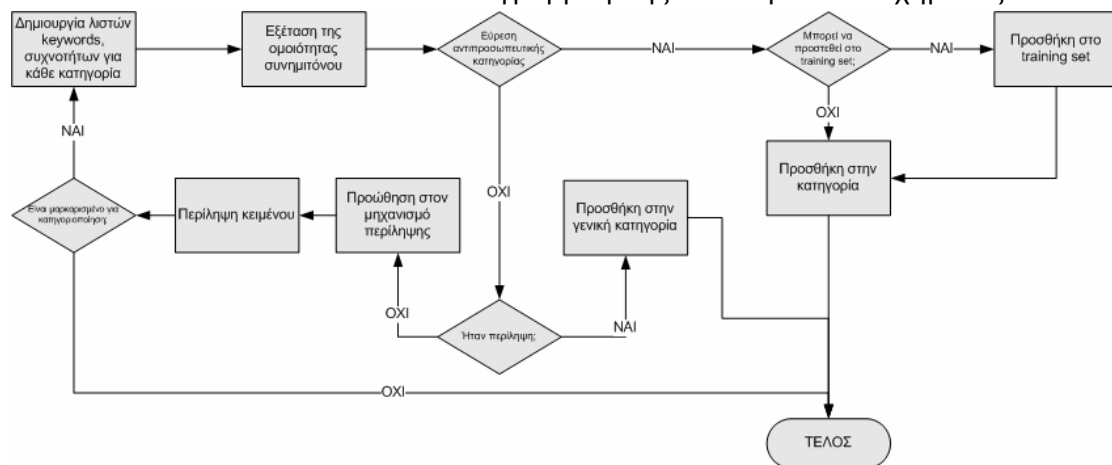 Δημιουργία λιστών
keywords,
συχνοτήτων για
κάθε κατηγορία
Εξέταση της
ομοιότητας
συνημιτόνου
Εύρεση
αντιπροσωπευτικής
κατηγορίας
ΝΑΙ
Μπορεί να
προστεθεί στο
training set;
ΝΑΙ
Προσθήκη στο
training set
ΝΑΙ
ΟΧΙ
ΟΧΙ
Προσθήκη στην
κατηγορία
Είναι μαρκαρισμένο για
κατηγοριοποίηση;
Περίληψη κειμένου
Προώθηση στον
μηχανισμό
περίληψης
Προσθήκη στην
γενική κατηγορία
ΟΧΙ
Ήταν περίληψη;
ΝΑΙ
ΟΧΙ
ΤΕΛΟΣ